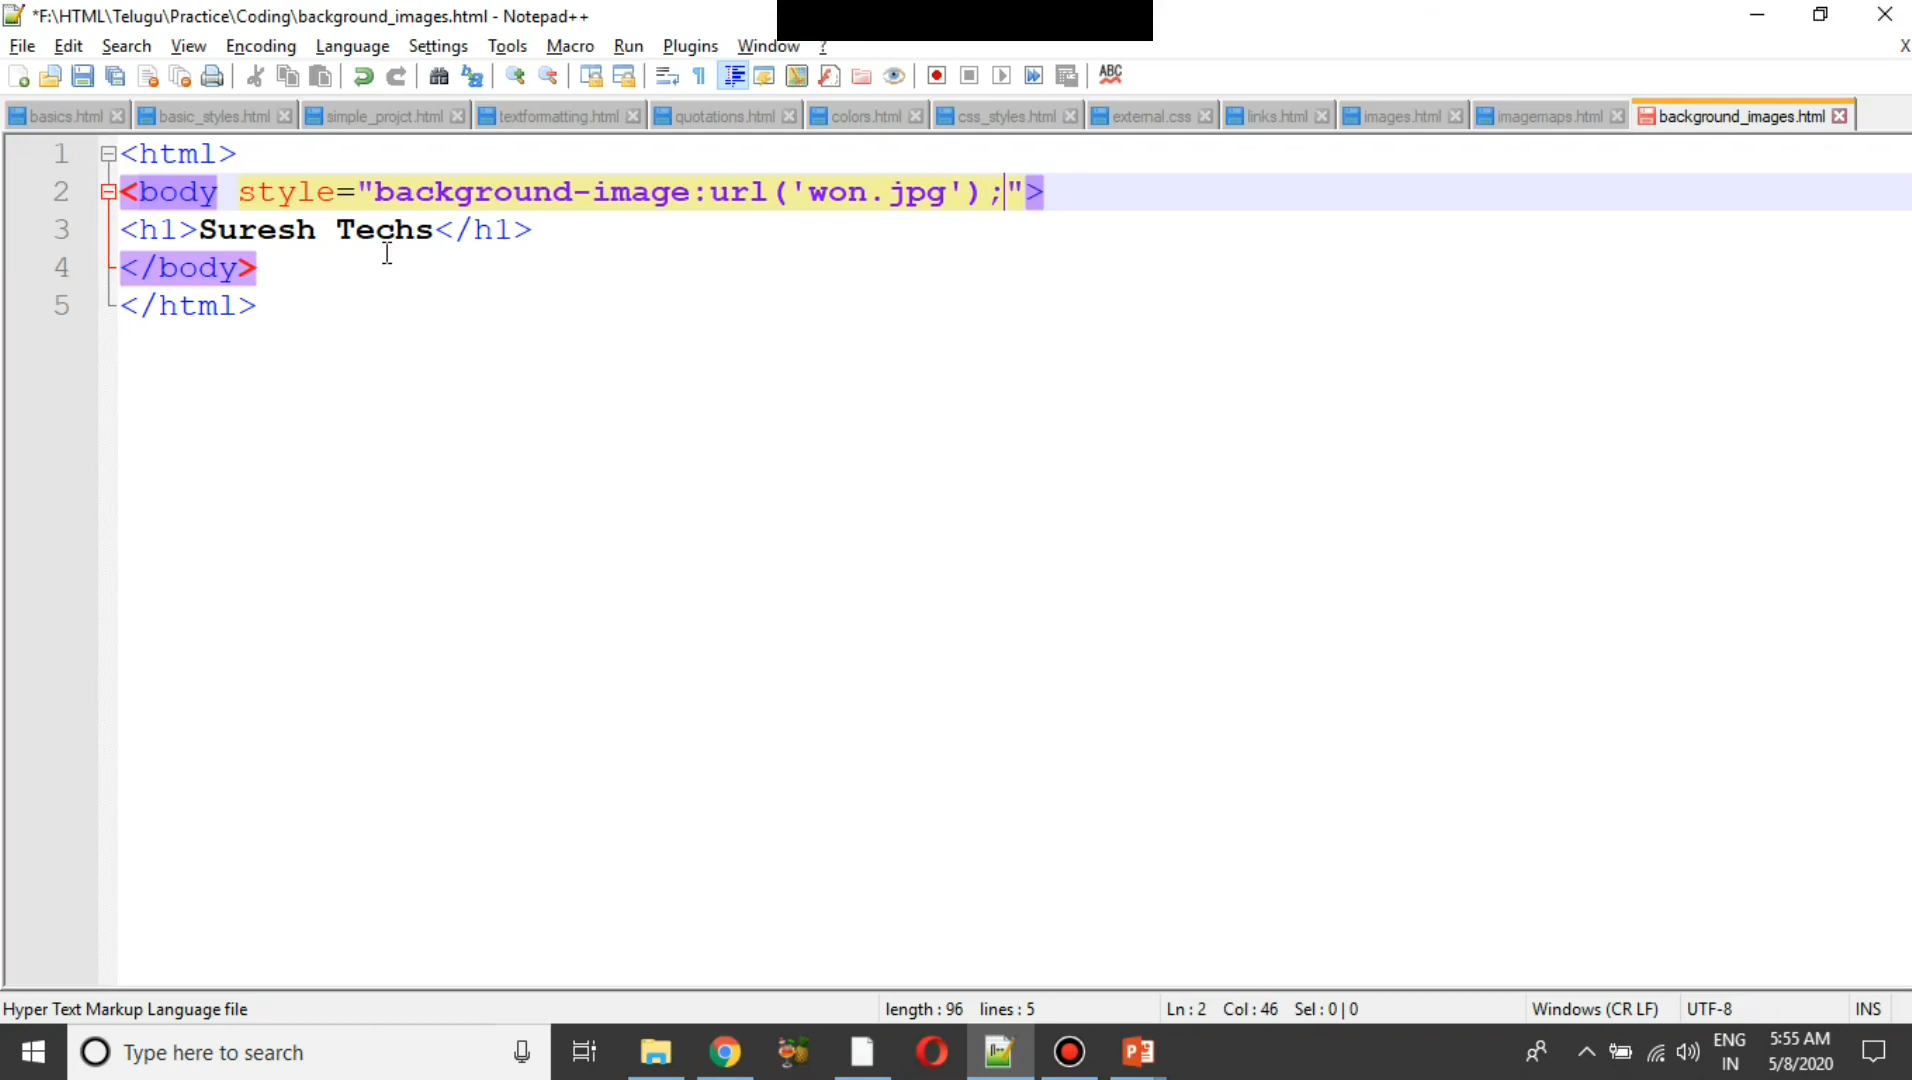 *F:\HTML\Telugu\Practice\Coding\background_images.html - Notepad++
File Edit Search View Encoding Language Settings Tools Macro Run Plugins Window ? X
ABC
basics.html basic_styles.html simple_projct.html textformatting.html quotations.html colors.html css_styles.html external.css links.html images.html imagemaps.html background_images.html
1 <html>
2 <body style="background-image:url('won.jpg');">
3 <h1>Suresh Techs</h1>
4 </body>
5 </html>
Hyper Text Markup Language file length : 96 lines : 5 Ln : 2 Col : 46 Sel : 0 | 0 Windows (CR LF) UTF-8 INS
Type here to search ENG 5:55 AM
IN 5/8/2020